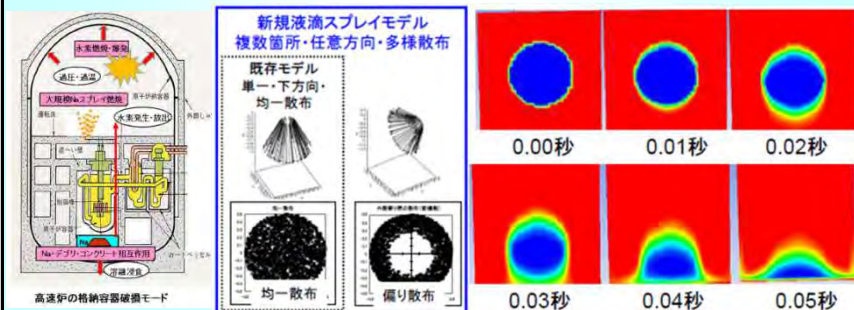 水素燃焼・爆発
過圧・過温
大規模Naスプレイ燃焼
水素発生・放出
Na
Na・デブリ・コンクリート相互作用
溶融浸食
高速炉の格納容器破損モード
新規液滴スプレイモデル
複数箇所・任意方向・多様散布
既存モデル
単一・下方向・
均一散布
均一散布
偏り散布
0.00秒
0.01秒
0.02秒
0.03秒
0.04秒
0.05秒